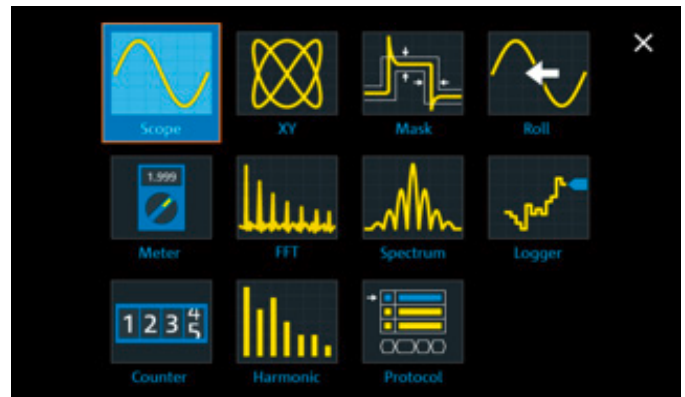 Scope XY Mask Roll
1.999
Meter FFT Spectrum Logger
1 2 3 4 5
Counter Harmonic Protocol